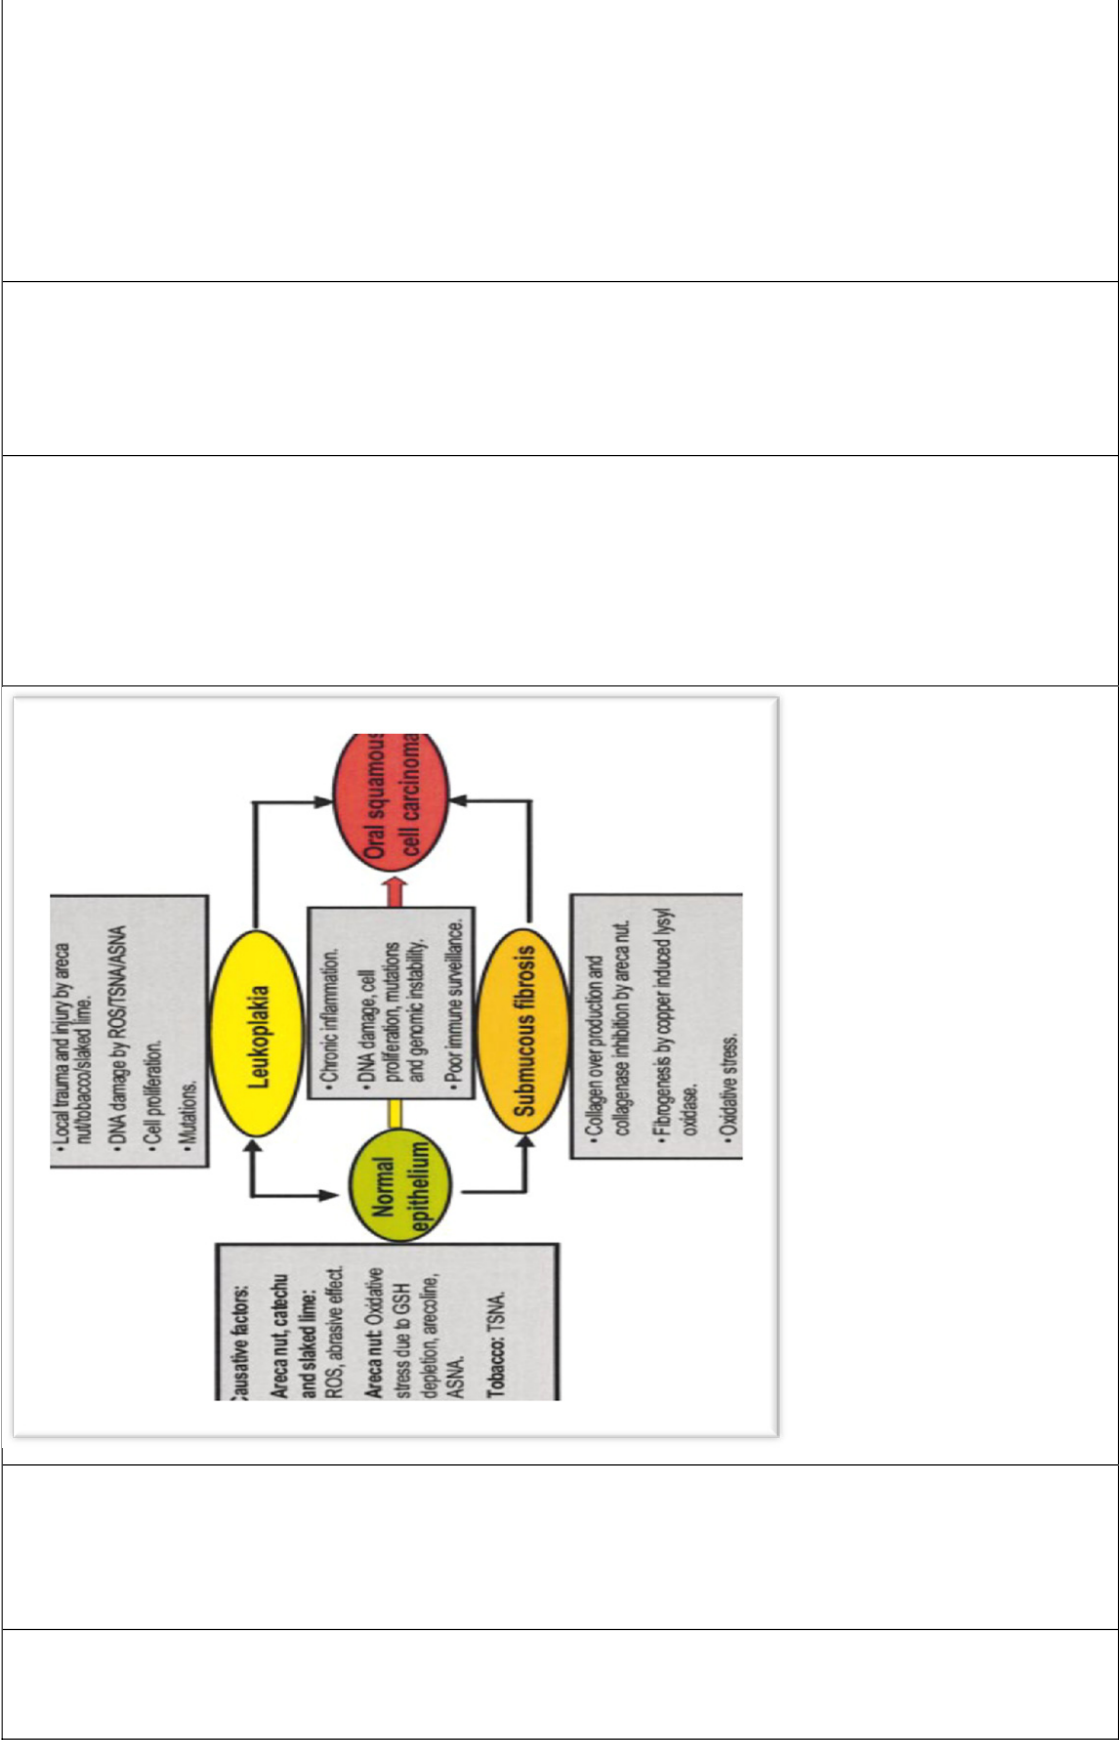 • Local trauma and injury by areca
nut/tobacco/slaked lime.
• DNA damage by ROS/TSNA/ASNA
• Cell proliferation.
• Mutations.
Leukoplakia
Causative factors:
Areca nut, catechu
and slaked lime:
ROS, abrasive effect.
Areca nut: Oxidative
stress due to GSH
depletion, arecoline,
ASNA.
Tobacco: TSNA.
Normal
epithelium
• Chronic inflammation.
• DNA damage, cell
proliferation, mutations
and genomic instability.
• Poor immune surveillance.
Oral squamous
cell carcinoma
Submucous fibrosis
• Collagen over production and
collagenase inhibition by areca nut.
• Fibrogenesis by copper induced lysyl
oxidase.
• Oxidative stress.